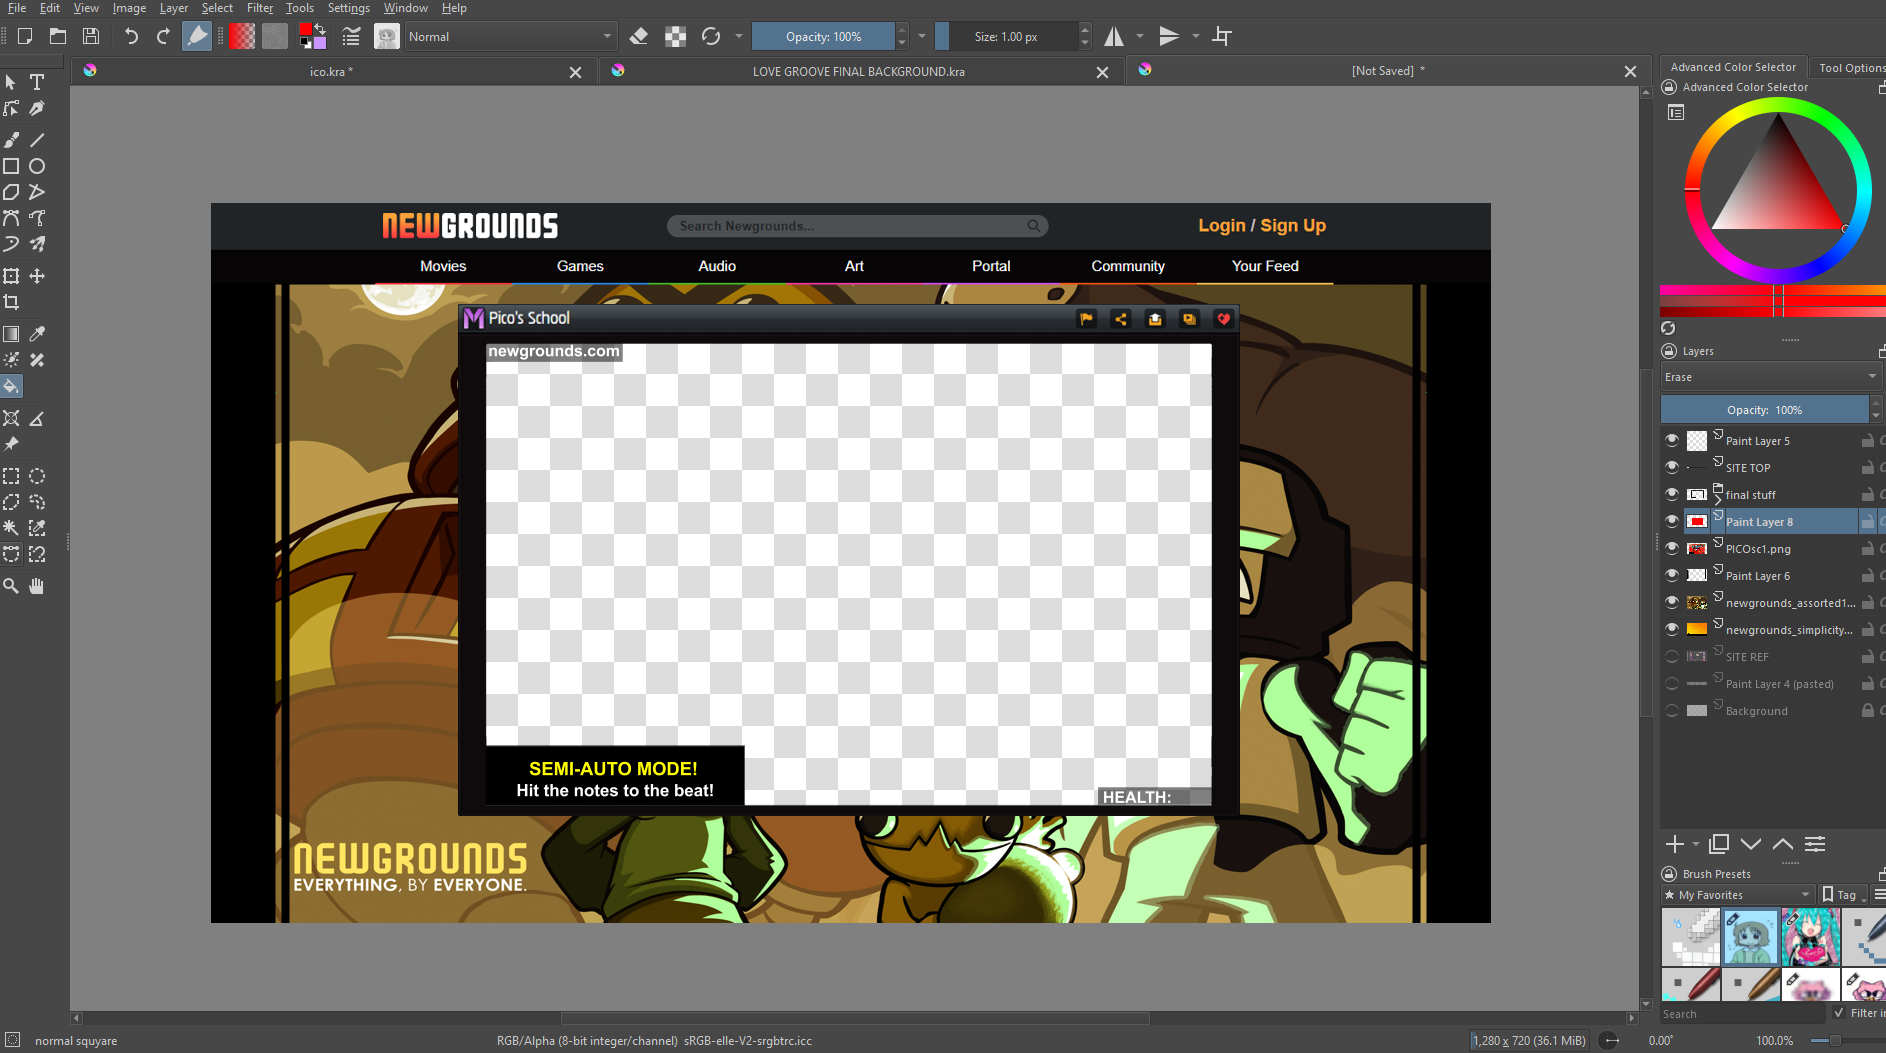 File Edit View Image Layer Select Filter Tools Settings Window Help
Normal
Opacity: 100%
Size: 1.00 px
ico.kra *
LOVE GROOVE FINAL BACKGROUND.kra
[Not Saved] *
Advanced Color Selector
Tool Options
Advanced Color Selector
NEWGROUNDS
Search Newgrounds...
Login / Sign Up
Movies Games Audio Art Portal Community Your Feed
Pico's School
newgrounds.com
SEMI-AUTO MODE!
Hit the notes to the beat!
HEALTH:
NEWGROUNDS
EVERYTHING, BY EVERYONE.
Layers
Erase
Opacity: 100%
Paint Layer 5
SITE TOP
final stuff
Paint Layer 8
PICOsc1.png
Paint Layer 6
newgrounds_assorted1...
newgrounds_simplicity...
SITE REF
Paint Layer 4 (pasted)
Background
Brush Presets
My Favorites
Tag
Search
Filter in
normal squyare
RGB/Alpha (8-bit integer/channel) sRGB-elle-V2-srgbtrc.icc
1,280 x 720 (36.1 MiB)
0.00°
100.0%